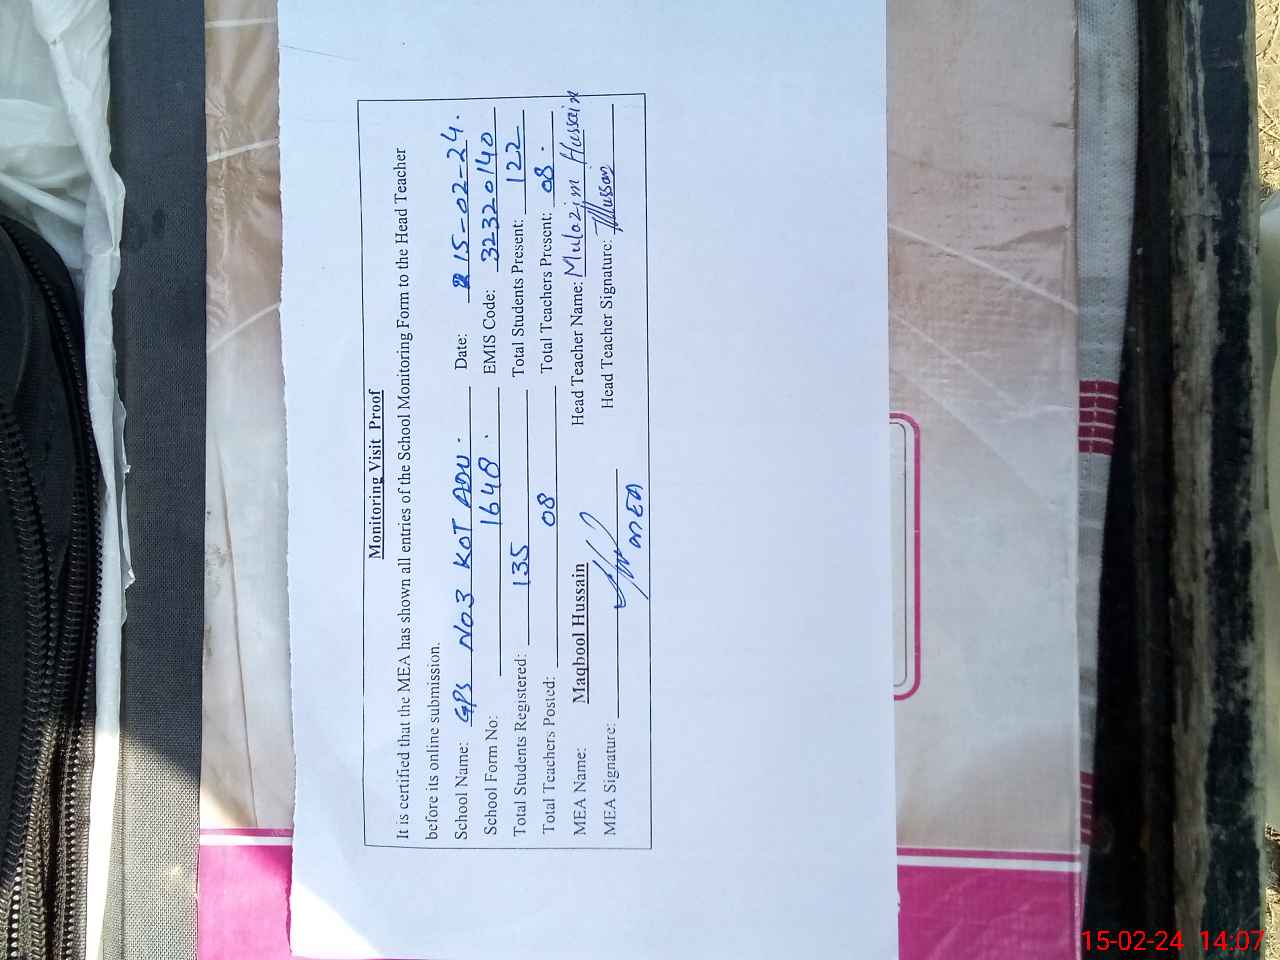 Monitoring Visit Proof
It is certified that the MEA has shown all entries of the School Monitoring Form to the Head Teacher
before its online submission.
School Name: GPS No3 KOT ADU. Date: 15-02-24.
School Form No: 1648. EMIS Code: 32320140
Total Students Registered: 135 Total Students Present: 122
Total Teachers Posted: 08 Total Teachers Present: 08.
MEA Name: Maqbool Hussain Head Teacher Name: Mulazim Hussain
MEA Signature: Head Teacher Signature: Hussain
MEA
15-02-24 14:07